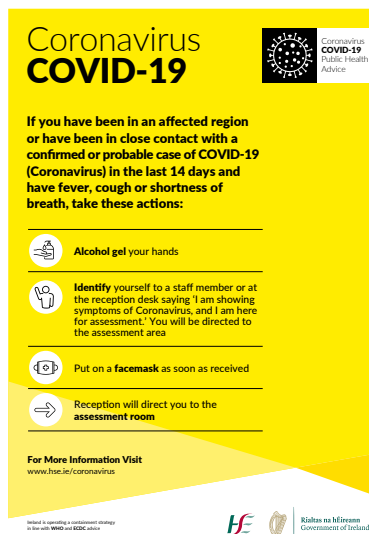 Coronavirus
COVID-19
Coronavirus
COVID-19
Public Health
Advice
If you have been in an affected region
or have been in close contact with a
confirmed or probable case of COVID-19
(Coronavirus) in the last 14 days and
have fever, cough or shortness of
breath, take these actions:
Alcohol gel your hands
Identify yourself to a staff member or at
the reception desk saying ‘I am showing
symptoms of Coronavirus, and I am here
for assessment.’ You will be directed to
the assessment area
Put on a facemask as soon as received
Reception will direct you to the
assessment room
For More Information Visit
www.hse.ie/coronavirus
Ireland is operating a containment strategy
in line with WHO and ECDC advice
Rialtas na hÉireann
Government of Ireland